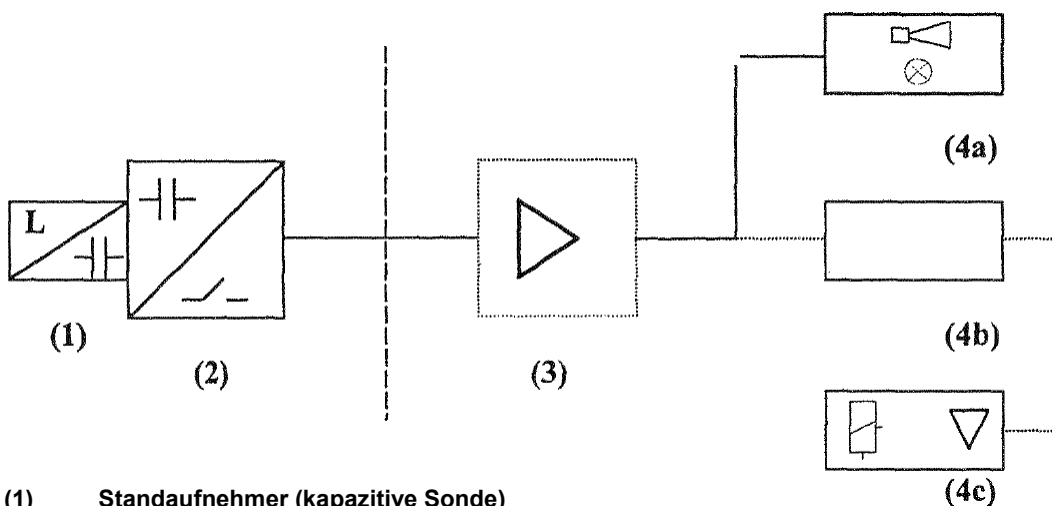 (4a)
L
(1)
(2)
(3)
(4b)
(4c)
(1) Standaufnehmer (kapazitive Sonde)